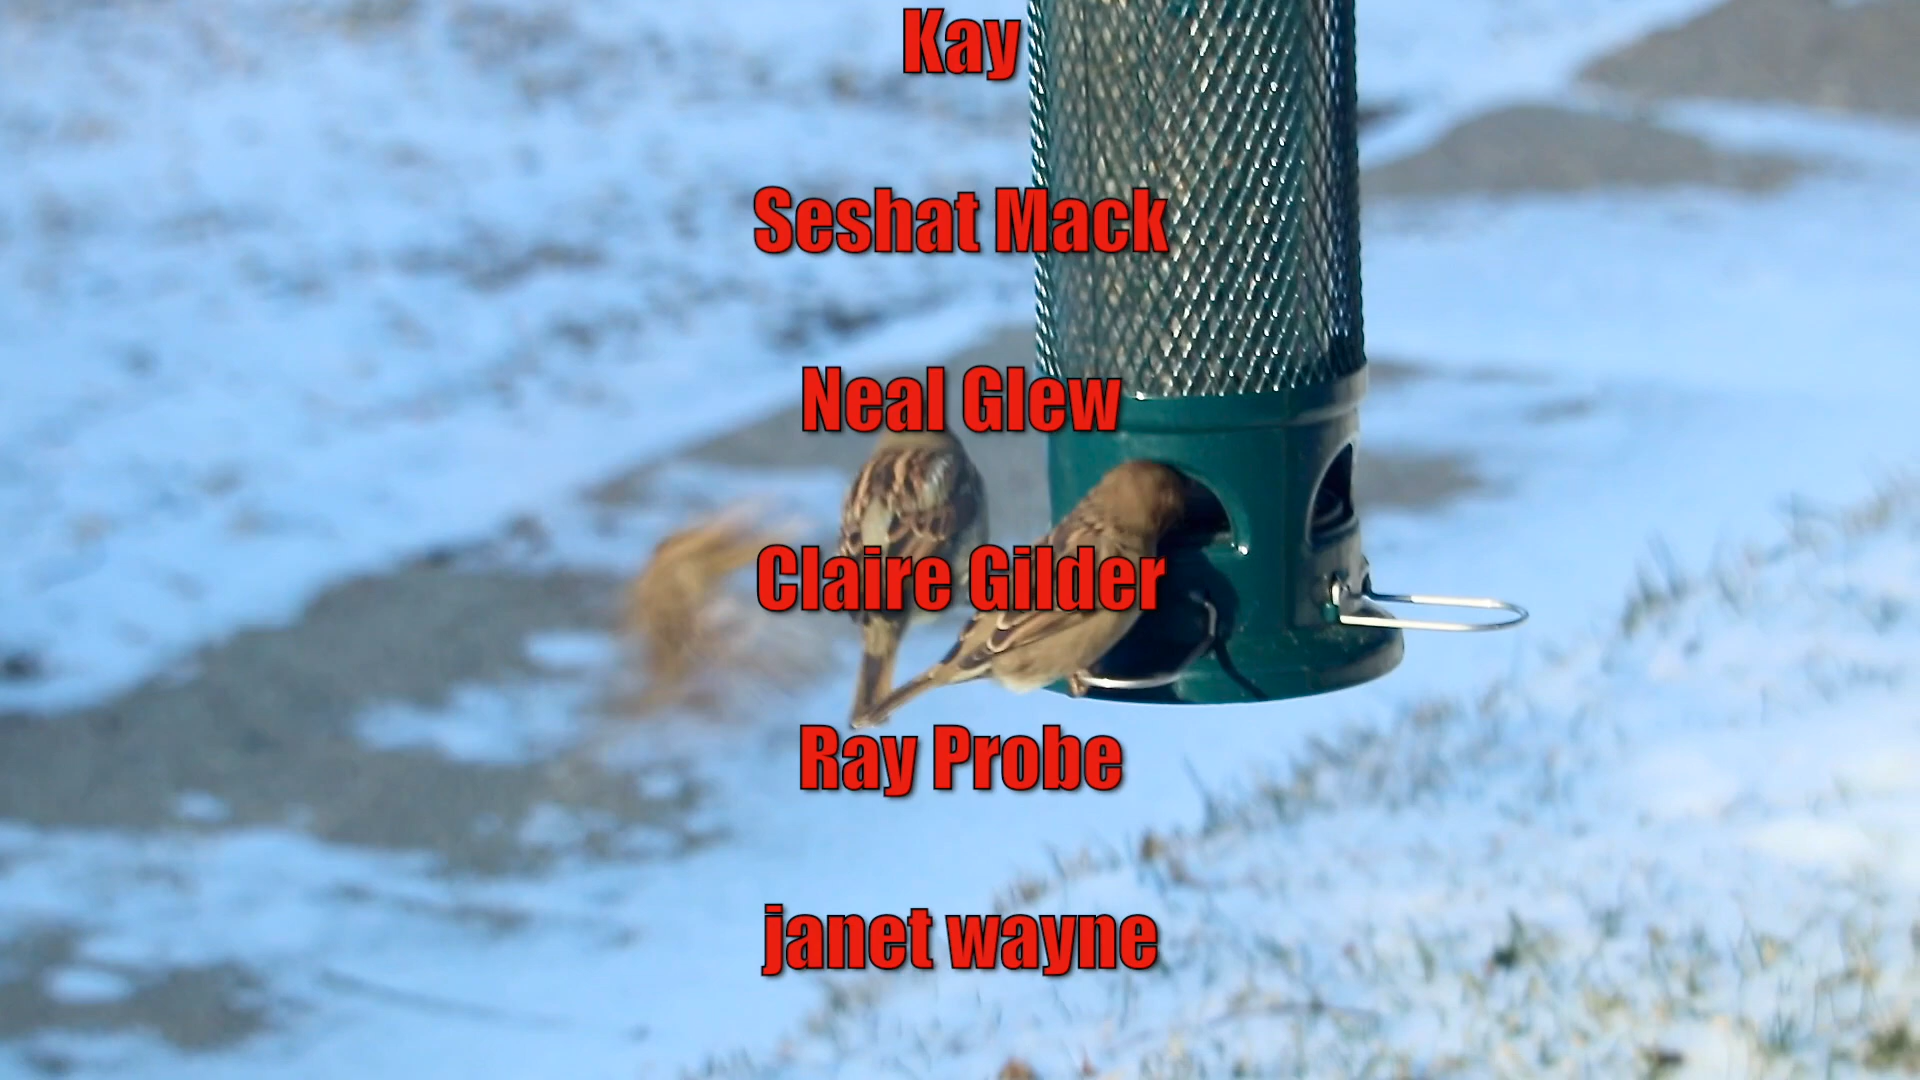 Kay
Seshat Mack
Neal Glew
Claire Gilder
Ray Probe
janet wayne